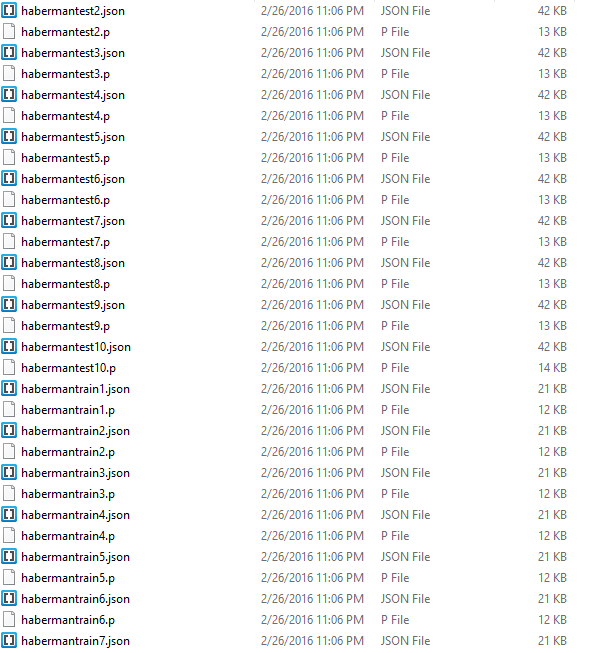 habermantest2.json 2/26/2016 11:06 PM JSON File 42 KB
habermantest2.p 2/26/2016 11:06 PM P File 13 KB
habermantest3.json 2/26/2016 11:06 PM JSON File 42 KB
habermantest3.p 2/26/2016 11:06 PM P File 13 KB
habermantest4.json 2/26/2016 11:06 PM JSON File 42 KB
habermantest4.p 2/26/2016 11:06 PM P File 13 KB
habermantest5.json 2/26/2016 11:06 PM JSON File 42 KB
habermantest5.p 2/26/2016 11:06 PM P File 13 KB
habermantest6.json 2/26/2016 11:06 PM JSON File 42 KB
habermantest6.p 2/26/2016 11:06 PM P File 13 KB
habermantest7.json 2/26/2016 11:06 PM JSON File 42 KB
habermantest7.p 2/26/2016 11:06 PM P File 13 KB
habermantest8.json 2/26/2016 11:06 PM JSON File 42 KB
habermantest8.p 2/26/2016 11:06 PM P File 13 KB
habermantest9.json 2/26/2016 11:06 PM JSON File 42 KB
habermantest9.p 2/26/2016 11:06 PM P File 13 KB
habermantest10.json 2/26/2016 11:06 PM JSON File 42 KB
habermantest10.p 2/26/2016 11:06 PM P File 14 KB
habermantrain1.json 2/26/2016 11:06 PM JSON File 21 KB
habermantrain1.p 2/26/2016 11:06 PM P File 12 KB
habermantrain2.json 2/26/2016 11:06 PM JSON File 21 KB
habermantrain2.p 2/26/2016 11:06 PM P File 12 KB
habermantrain3.json 2/26/2016 11:06 PM JSON File 21 KB
habermantrain3.p 2/26/2016 11:06 PM P File 12 KB
habermantrain4.json 2/26/2016 11:06 PM JSON File 21 KB
habermantrain4.p 2/26/2016 11:06 PM P File 12 KB
habermantrain5.json 2/26/2016 11:06 PM JSON File 21 KB
habermantrain5.p 2/26/2016 11:06 PM P File 12 KB
habermantrain6.json 2/26/2016 11:06 PM JSON File 21 KB
habermantrain6.p 2/26/2016 11:06 PM P File 12 KB
habermantrain7.json 2/26/2016 11:06 PM JSON File 21 KB